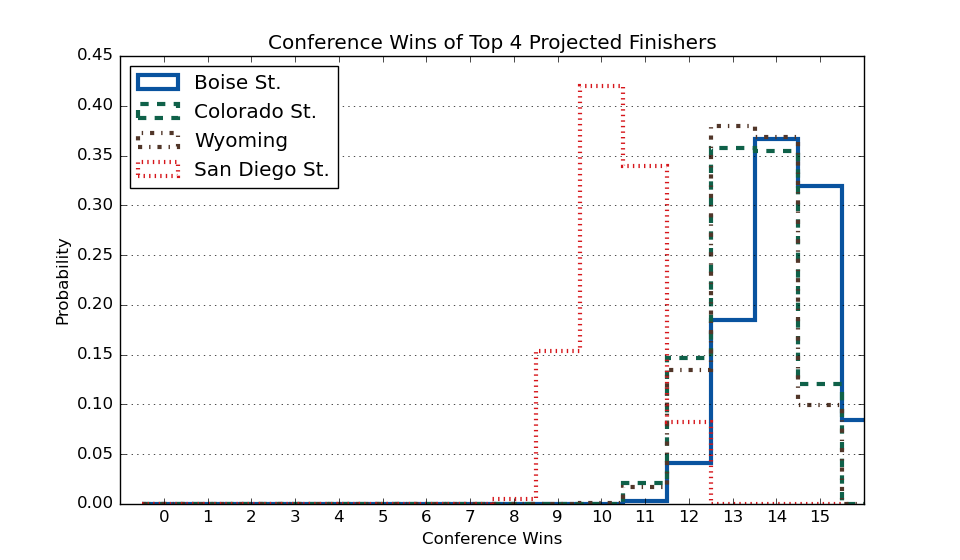 Conference Wins of Top 4 Projected Finishers
0.45
0.40
0.35
0.30
0.25
0.20
0.15
0.10
0.05
0.00
Probability
Boise St.
Colorado St.
Wyoming
San Diego St.
0 1 2 3 4 5 6 7 8 9 10 11 12 13 14 15
Conference Wins